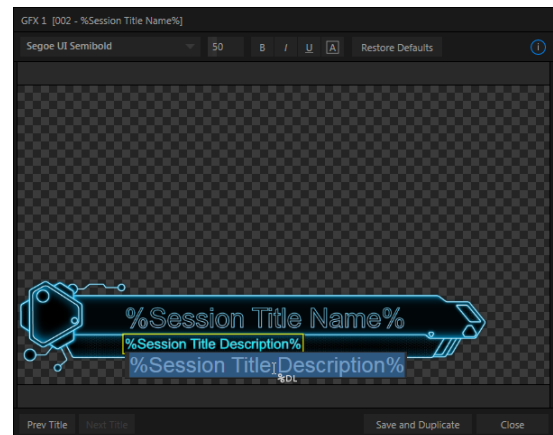 GFX 1 [002 - %Session Title Name%]
Segoe UI Semibold 50 B I U A Restore Defaults i
%Session Title Name%
%Session Title Description%
%Session Title Description%
%DL
Prev Title Next Title Save and Duplicate Close